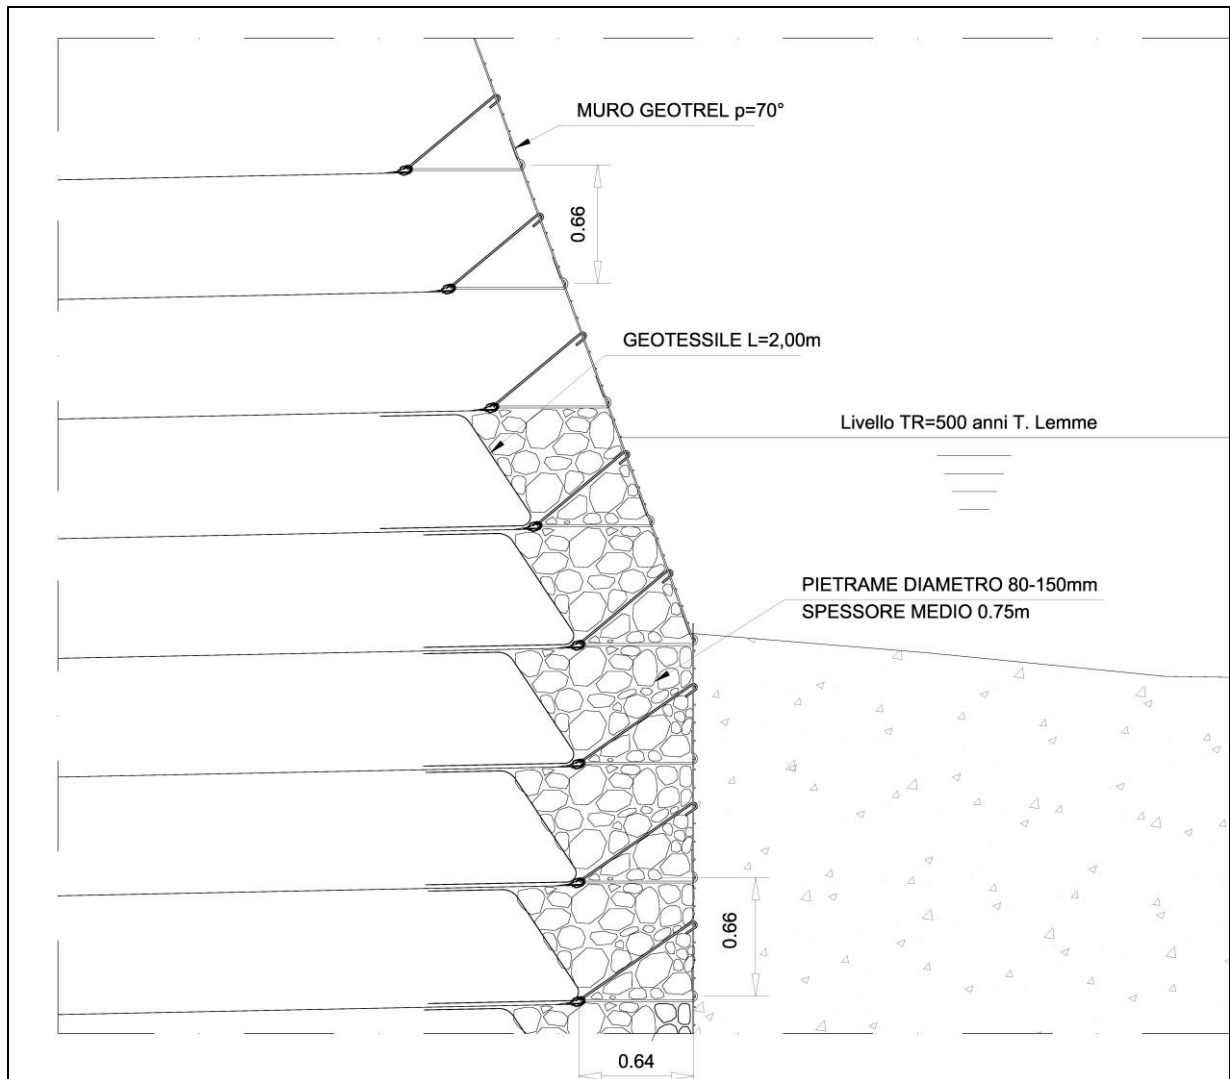 MURO GEOTREL p=70°
0.66
GEOTESSILE L=2,00m
Livello TR=500 anni T. Lemme
PIETRAME DIAMETRO 80-150mm
SPESSORE MEDIO 0.75m
0.66
0.64